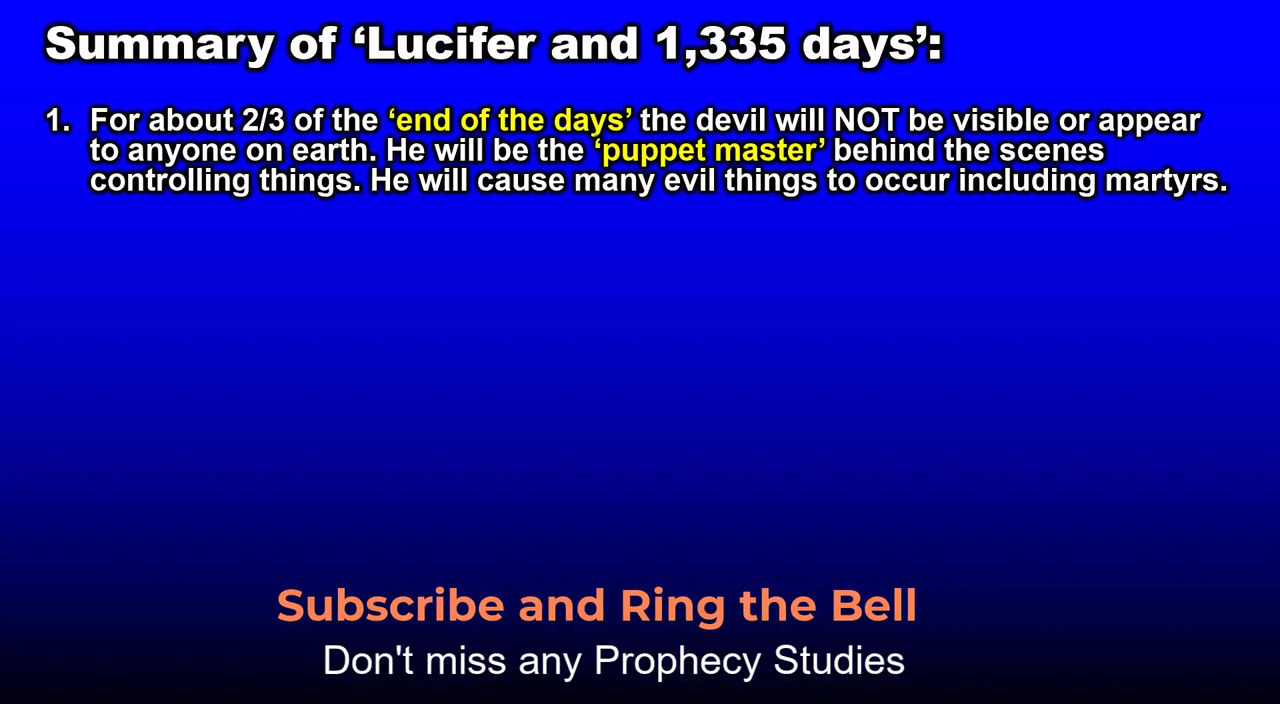 Summary of ‘Lucifer and 1,335 days’:
1. For about 2/3 of the ‘end of the days’ the devil will NOT be visible or appear
to anyone on earth. He will be the ‘puppet master’ behind the scenes
controlling things. He will cause many evil things to occur including martyrs.
Subscribe and Ring the Bell
Don't miss any Prophecy Studies